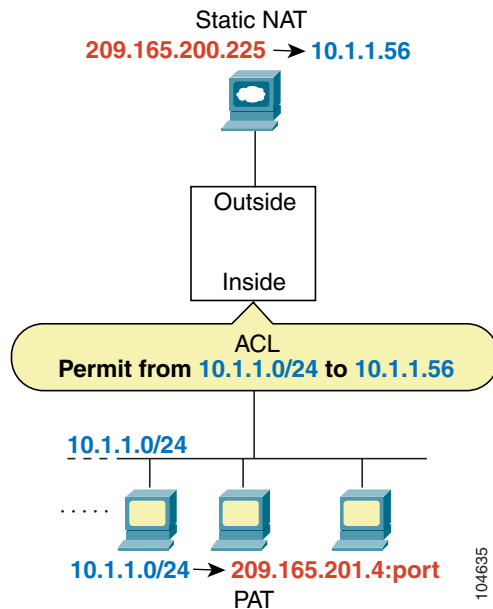 Static NAT
209.165.200.225 → 10.1.1.56
Outside
Inside
ACL
Permit from 10.1.1.0/24 to 10.1.1.56
10.1.1.0/24
10.1.1.0/24 → 209.165.201.4:port
PAT
104635